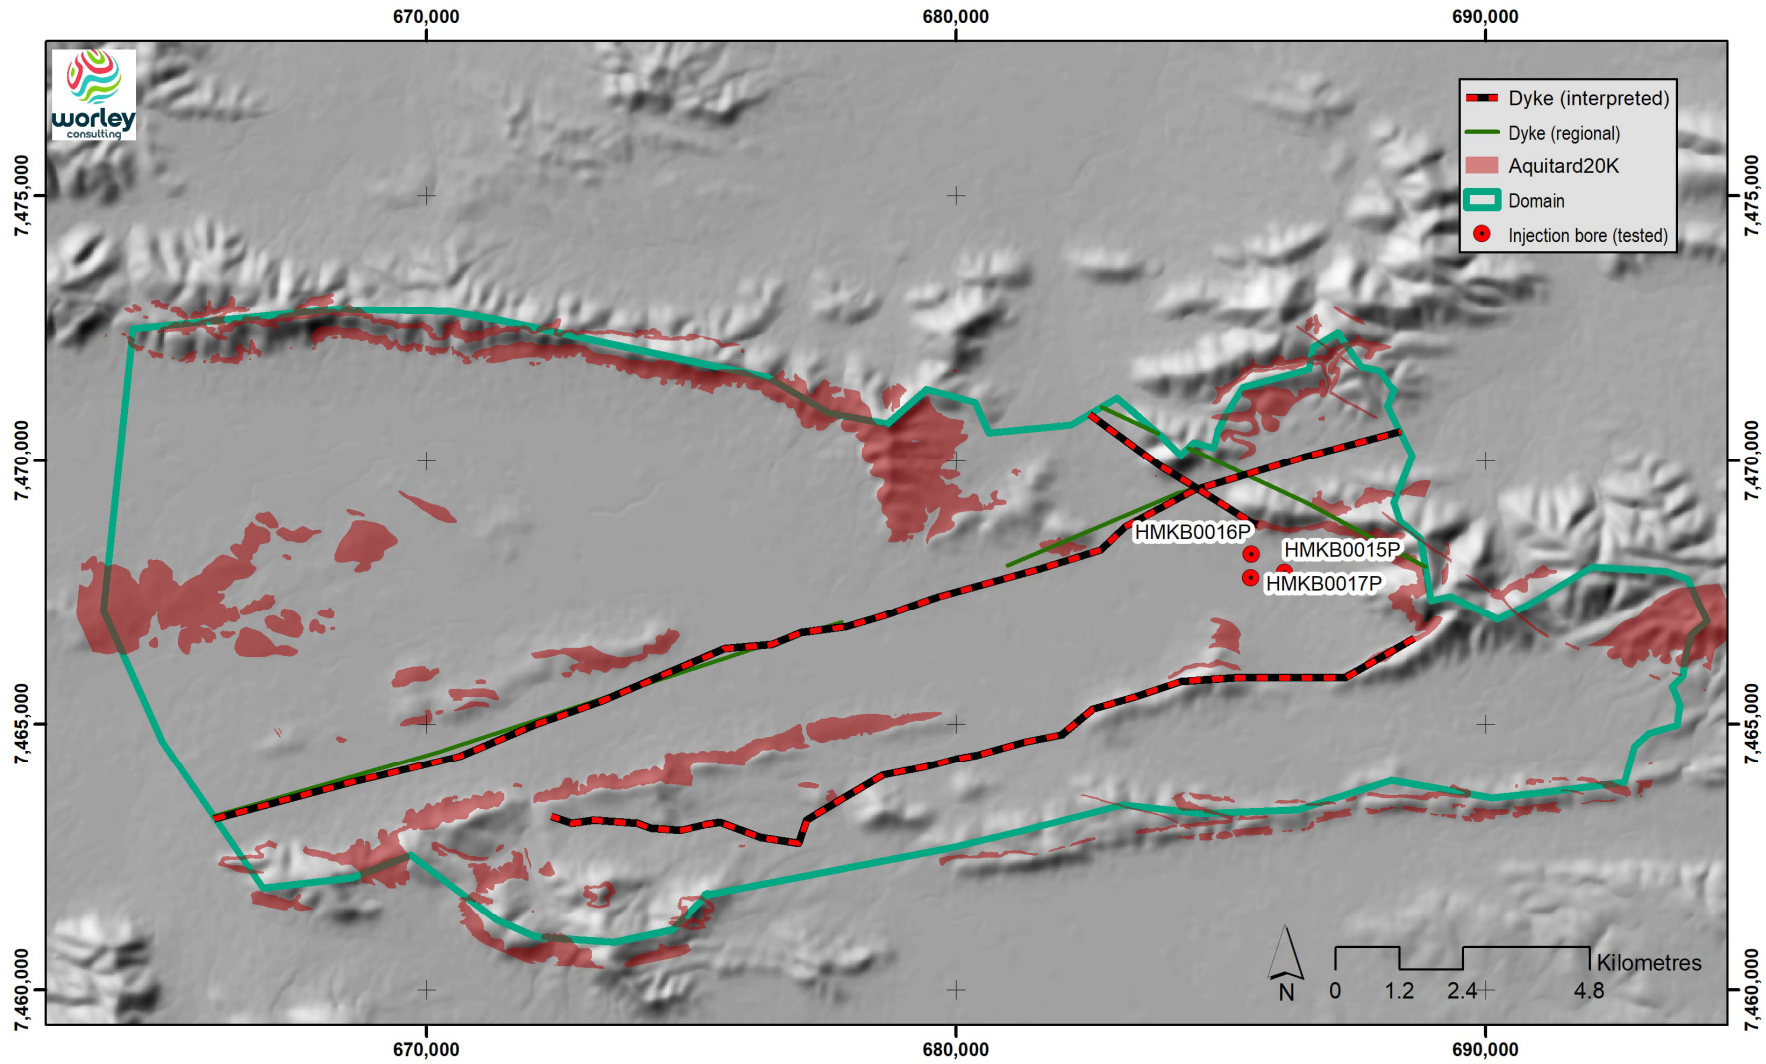 670,000
680,000
690,000
worley
consulting
Dyke (interpreted)
Dyke (regional)
Aquitard20K
Domain
Injection bore (tested)
7,475,000
7,475,000
7,470,000
7,470,000
HMKB0016P
HMKB0015P
HMKB0017P
7,465,000
7,465,000
7,460,000
7,460,000
Kilometres
N
0
1.2
2.4
4.8
670,000
680,000
690,000